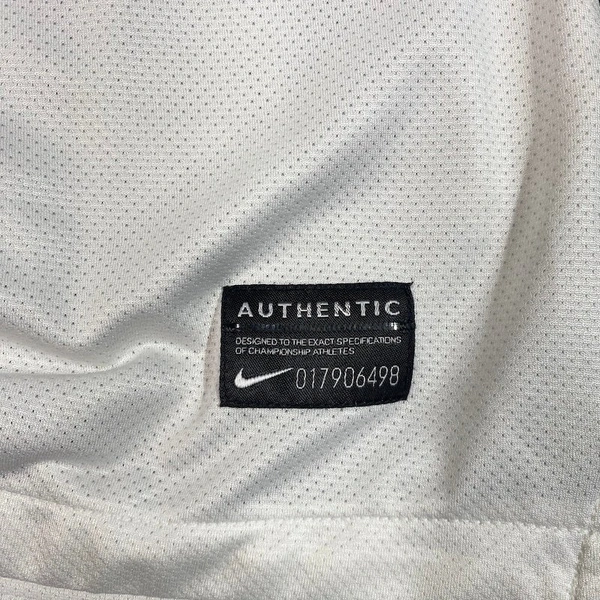 AUTHENTIC
DESIGNED TO THE EXACT SPECIFICATIONS
OF CHAMPIONSHIP ATHLETES
017906498